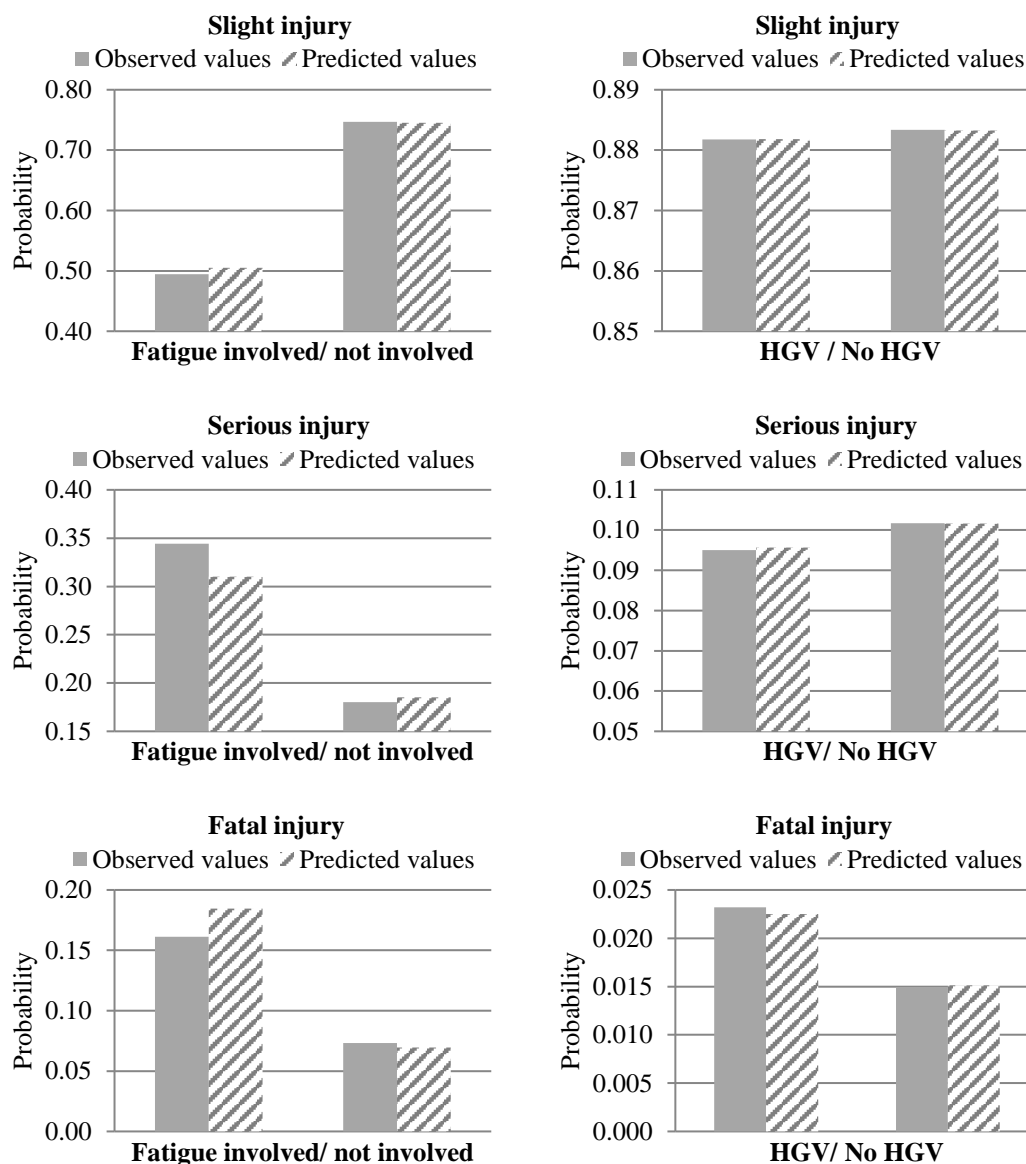 Slight injury
Observed values Predicted values
Probability
0.80
0.70
0.60
0.50
0.40
Fatigue involved/ not involved
Slight injury
Observed values Predicted values
Probability
0.89
0.88
0.87
0.86
0.85
HGV / No HGV
Serious injury
Observed values Predicted values
Probability
0.40
0.35
0.30
0.25
0.20
0.15
Fatigue involved/ not involved
Serious injury
Observed values Predicted values
Probability
0.11
0.10
0.09
0.08
0.07
0.06
0.05
HGV/ No HGV
Fatal injury
Observed values Predicted values
Probability
0.20
0.15
0.10
0.05
0.00
Fatigue involved/ not involved
Fatal injury
Observed values Predicted values
Probability
0.025
0.020
0.015
0.010
0.005
0.000
HGV/ No HGV